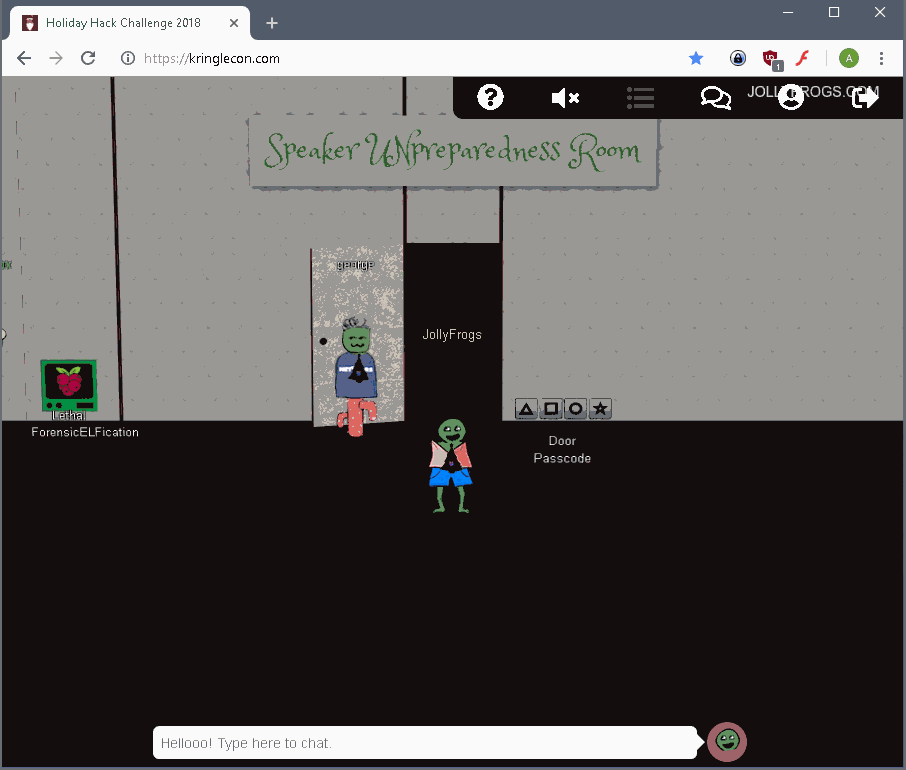 Holiday Hack Challenge 2018
https://kringlecon.com
1
A
JOLLYFROGS.COM
Speaker UNpreparedness Room
george
JollyFrogs
Lethal
ForensicELFication
Door
Passcode
Hellooo! Type here to chat.